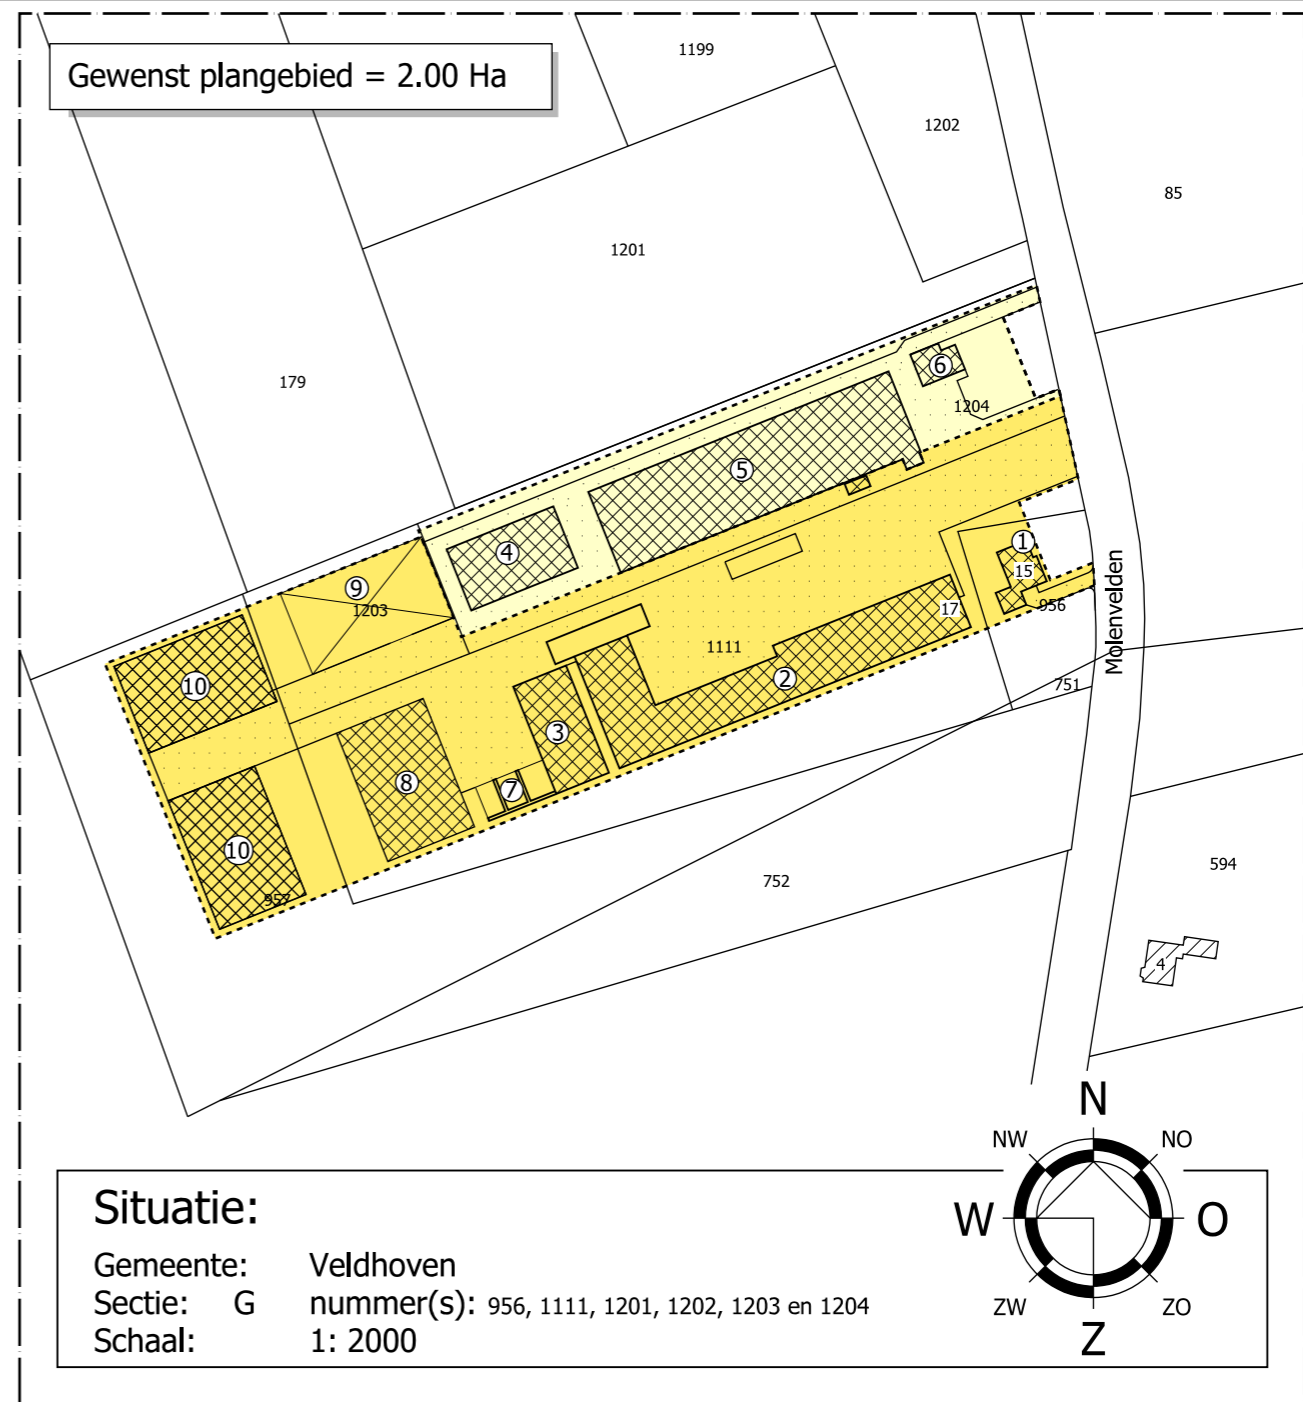 Gewenst plangebied = 2.00 Ha
1199
1202
85
1201
179
6
1204
5
4
1
9
15
1203
956
17
1111
Molenvelden
10
2
751
3
8
7
10
752
594
957
4
N
NW
NO
W
O
ZW
ZO
Z
Situatie:
Gemeente: Veldhoven
Sectie: G nummer(s): 956, 1111, 1201, 1202, 1203 en 1204
Schaal: 1: 2000